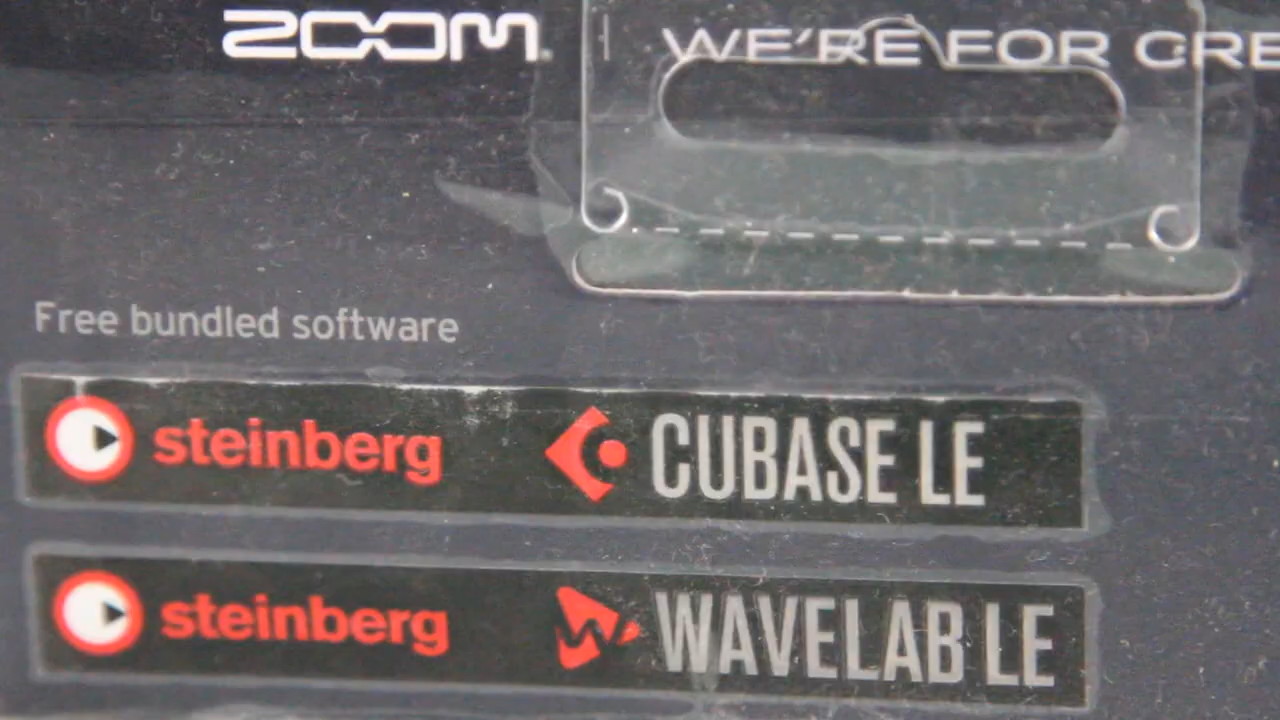 ZOOM | WE'RE FOR CRE
Free bundled software
steinberg CUBASE LE
steinberg WAVELAB LE